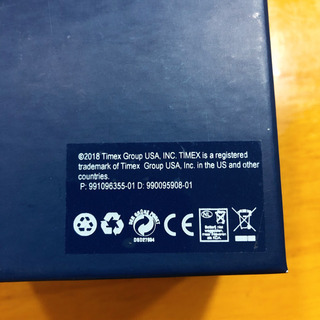 ©2018 Timex Group USA, INC. TIMEX is a registered
trademark of Timex  Group USA, Inc. in the US and other
countries.
P: 991096355-01 D: 990095908-01
NL